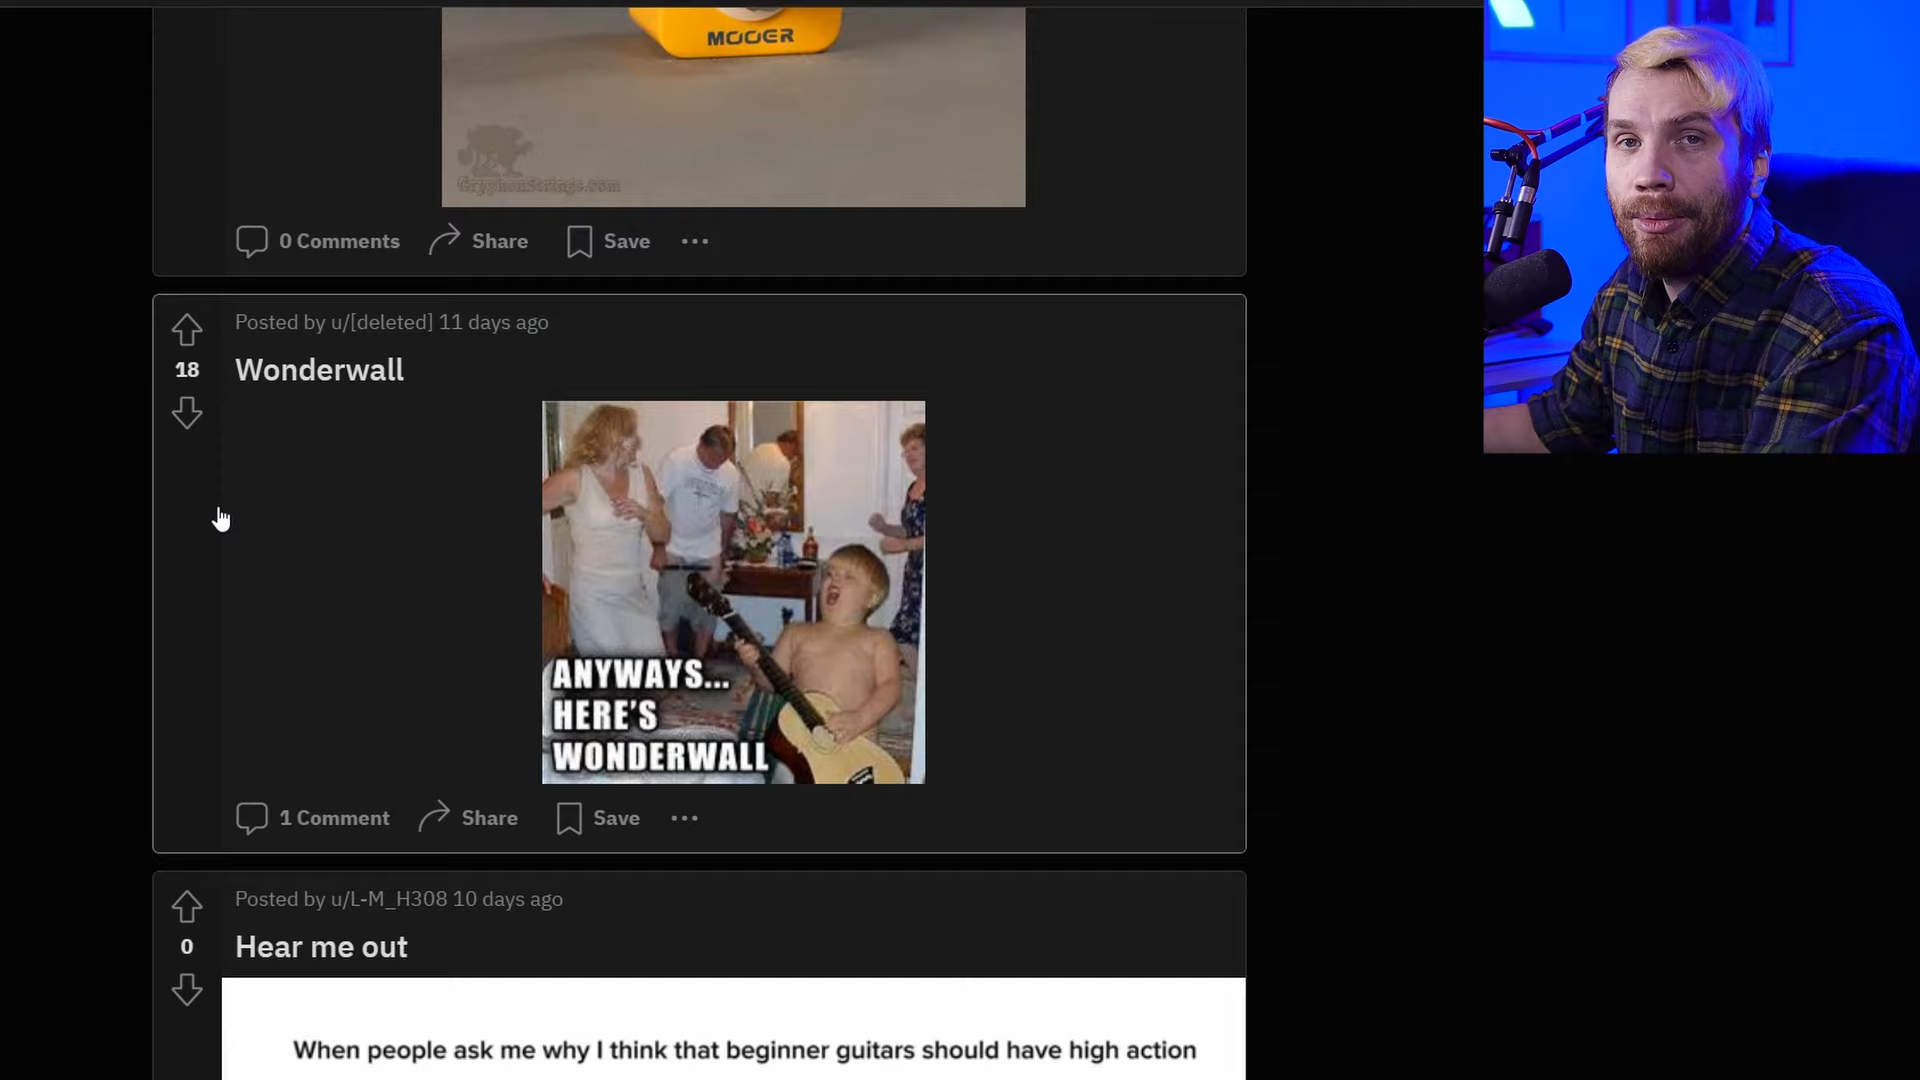 MOOER
GryphonStrings.com
0 Comments Share Save
Posted by u/[deleted] 11 days ago
18
Wonderwall
ANYWAYS...
HERE'S
WONDERWALL
1 Comment Share Save
Posted by u/L-M_H308 10 days ago
0
Hear me out
When people ask me why I think that beginner guitars should have high action